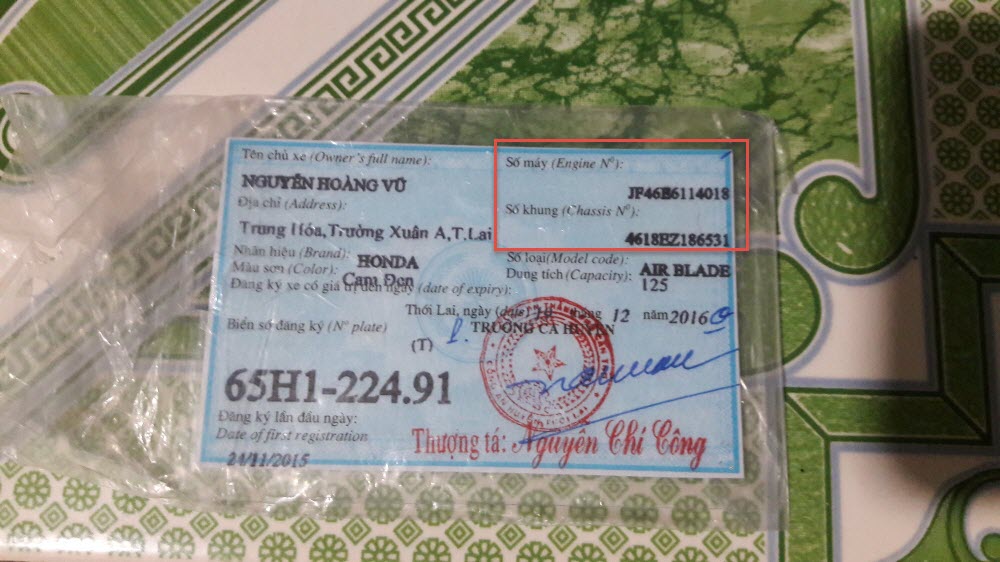 Tên chủ xe (Owner's full name):
NGUYỄN HOÀNG VŨ
Địa chỉ (Address):
Trung Hóa,Trường Xuân A,T.Lai
Số máy (Engine Nº):
JF46E6114018
Số khung (Chassis Nº):
4618EZ186531
Nhãn hiệu (Brand): HONDA
Số loại(Model code): AIR BLADE
Màu sơn (Color): Cam Đen
Dung tích (Capacity): 125
Đăng ký xe có giá trị đến ngày (date of expiry):
Thới Lai, ngày (date) tháng 12 năm 2016
Biển số đăng ký (Nº plate)
TRƯỞNG CA HUYỆN
(T)
65H1-224.91
Đăng ký lần đầu ngày:
Date of first registration
24/11/2015
Thượng tá: Nguyễn Chí Công